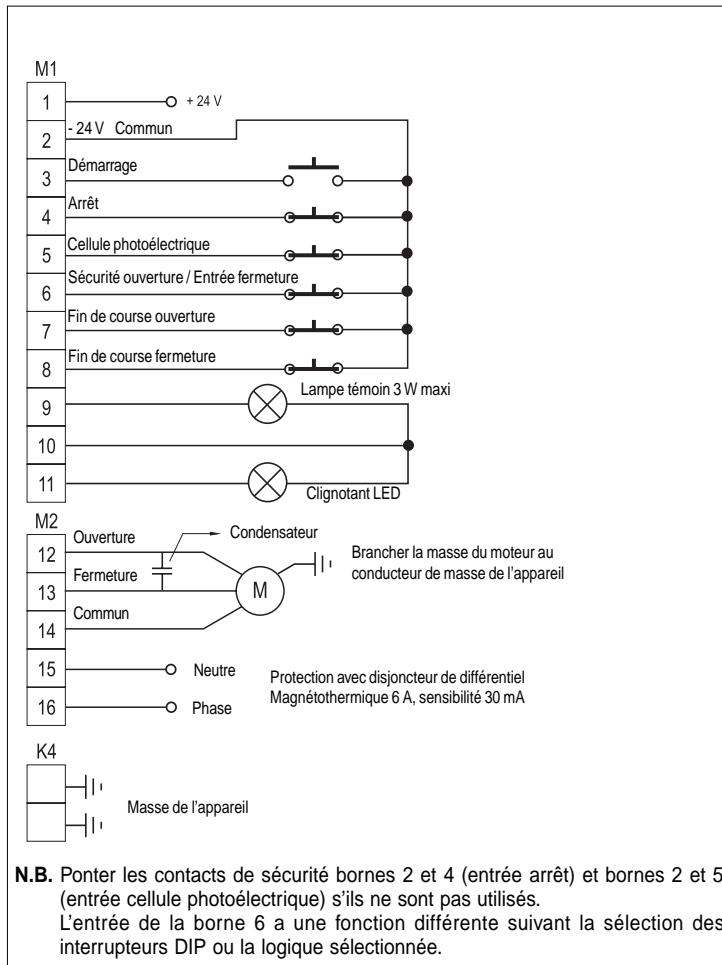 M1
1
+ 24 V
2
- 24 V Commun
3
Démarrage
4
Arrêt
5
Cellule photoélectrique
6
Sécurité ouverture / Entrée fermeture
7
Fin de course ouverture
8
Fin de course fermeture
9
Lampe témoin 3 W maxi
10
11
Clignotant LED
M2
12
Ouverture
Condensateur
13
Fermeture
M
Brancher la masse du moteur au
conducteur de masse de l'appareil
14
Commun
15
Neutre
16
Phase
Protection avec disjoncteur de différentiel
Magnétothermique 6 A, sensibilité 30 mA
K4
Masse de l'appareil
N.B. Ponter les contacts de sécurité bornes 2 et 4 (entrée arrêt) et bornes 2 et 5
(entrée cellule photoélectrique) s'ils ne sont pas utilisés.
L'entrée de la borne 6 a une fonction différente suivant la sélection des
interrupteurs DIP ou la logique sélectionnée.